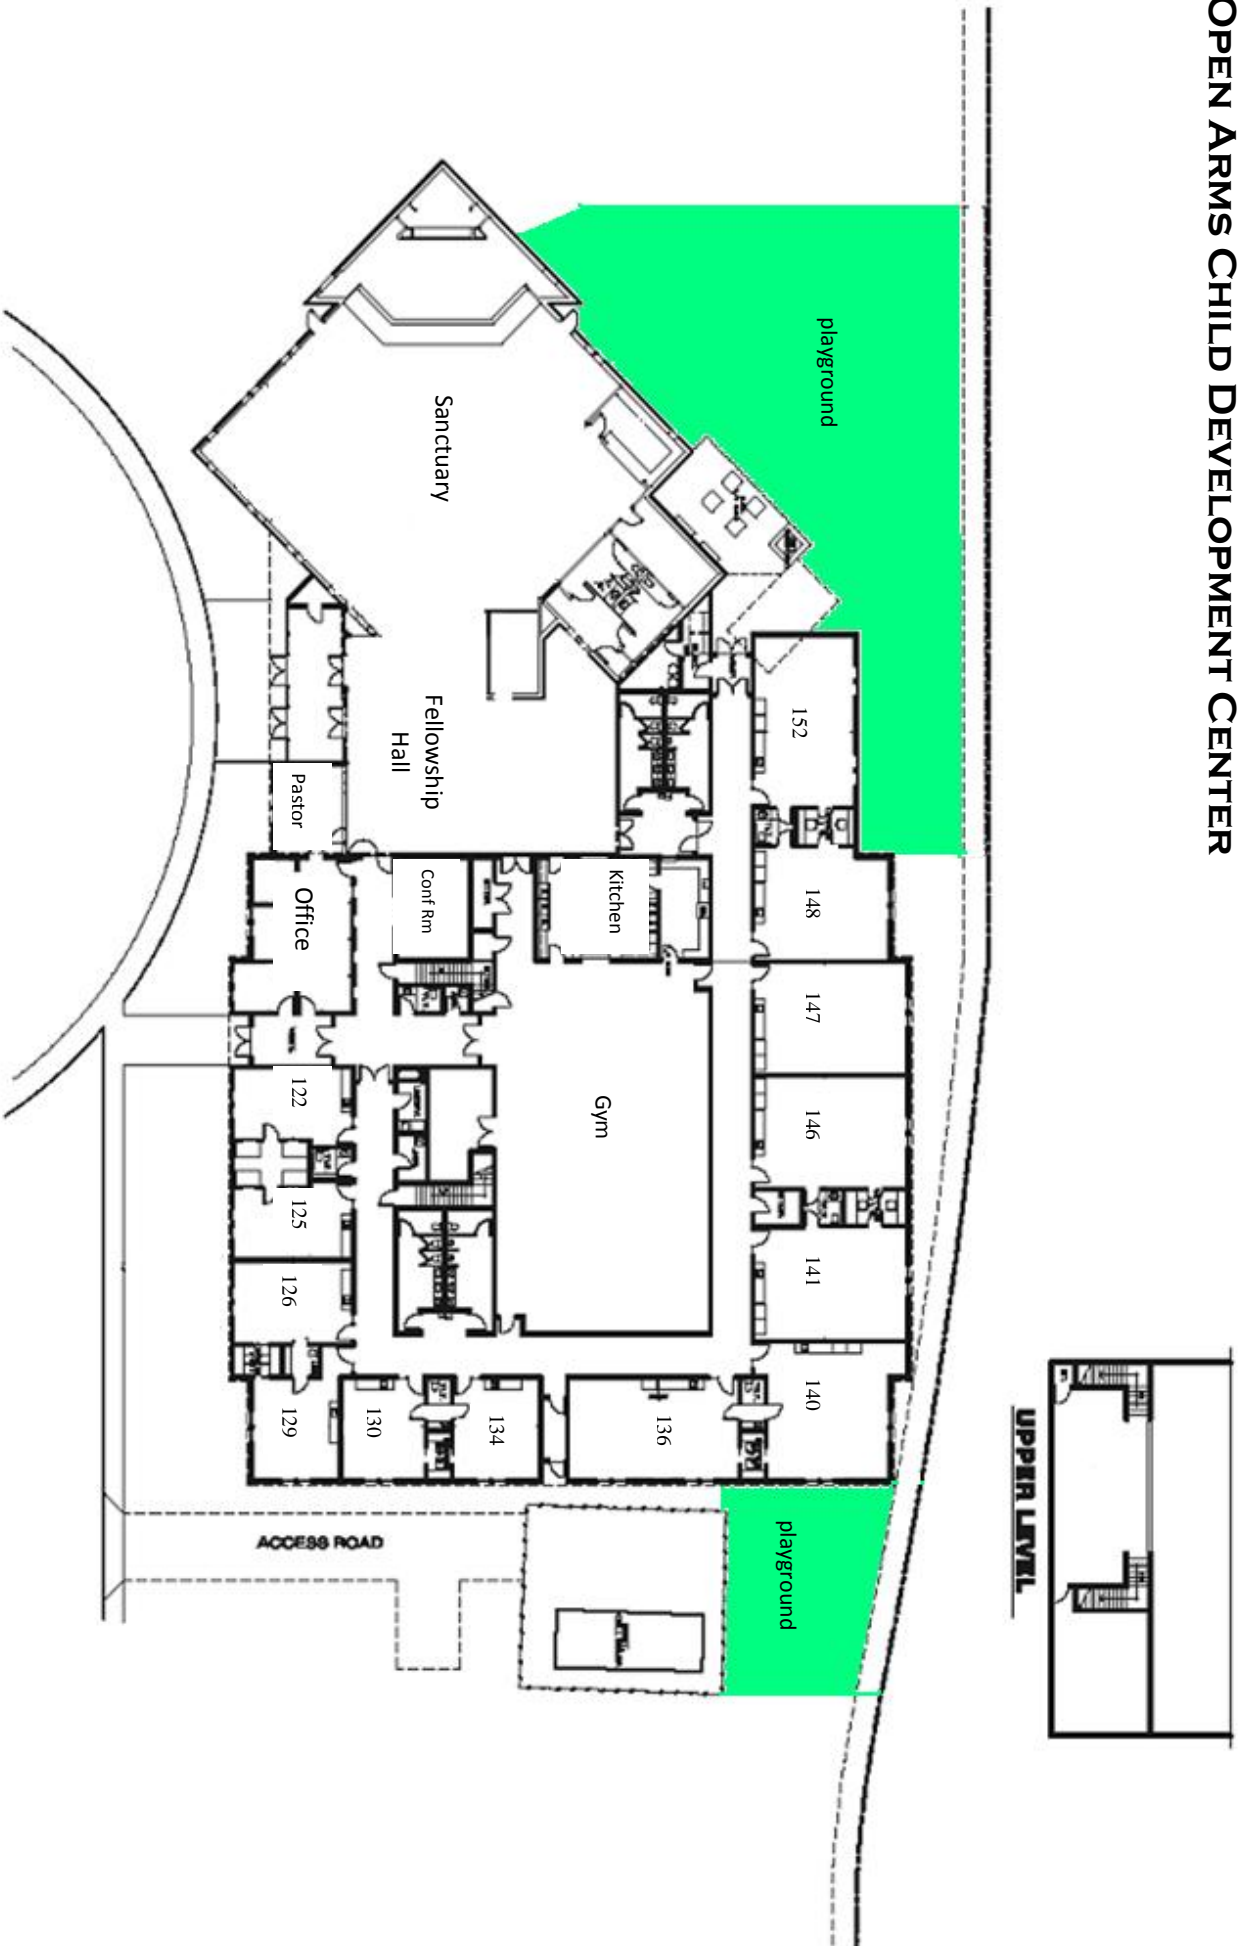 OPEN ARMS CHILD DEVELOPMENT CENTER
UPPER LEVEL
playground
152
148
147
146
141
140
playground
136
Kitchen
Gym
134
Sanctuary
Fellowship
Hall
Conf Rm
130
Pastor
Office
122
125
126
129
ACCESS ROAD